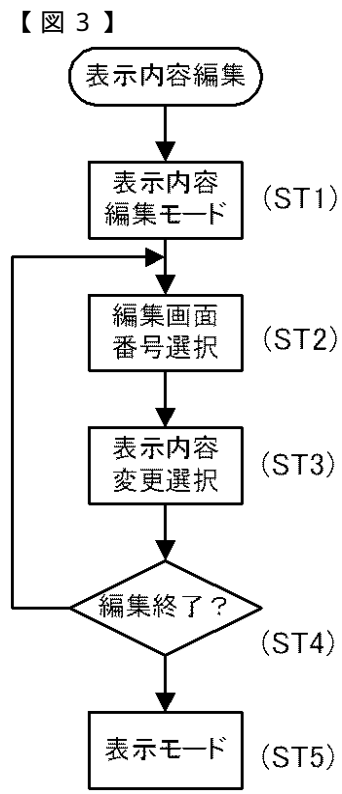 【図3】
表示内容編集
表示内容
編集モード
(ST1)
編集画面
番号選択
(ST2)
表示内容
変更選択
(ST3)
編集終了?
(ST4)
表示モード
(ST5)